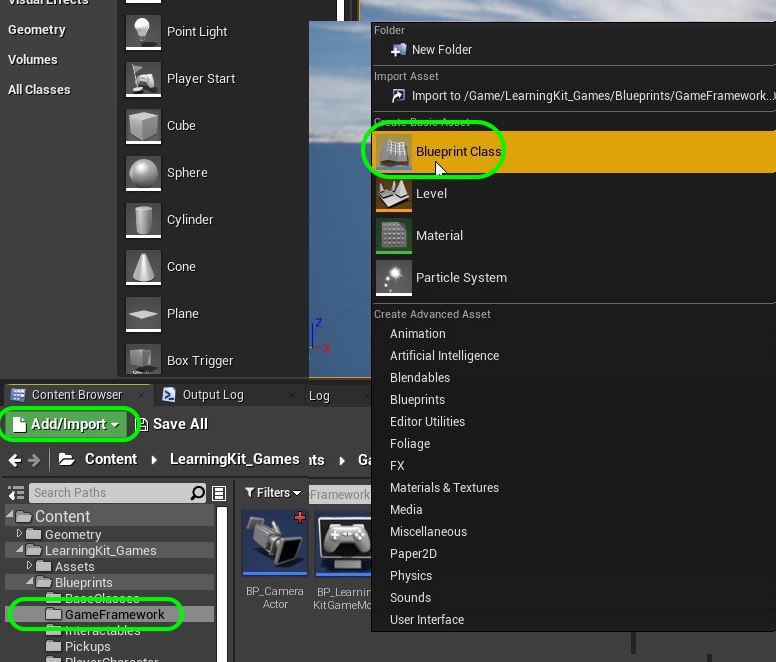 Visual Effects
Geometry
Volumes
All Classes
Point Light
Player Start
Cube
Sphere
Cylinder
Cone
Plane
Box Trigger
Z
X
Folder
New Folder
Import Asset
Import to /Game/LearningKit_Games/Blueprints/GameFramework...
Create Basic Asset
Blueprint Class
Level
Material
Particle System
Create Advanced Asset
Animation
Artificial Intelligence
Blendables
Blueprints
Editor Utilities
Foliage
FX
Materials & Textures
Media
Miscellaneous
Paper2D
Physics
Sounds
User Interface
Content Browser
Output Log
Log
Add/Import
Save All
Content
LearningKit_Games
nts
Ga
Search Paths
Filters
Framework
Content
Geometry
LearningKit_Games
Assets
Blueprints
BaseClasses
GameFramework
Interactables
Pickups
PlayerCharacter
BP_Camera
Actor
BP_Learnin
KitGameMo